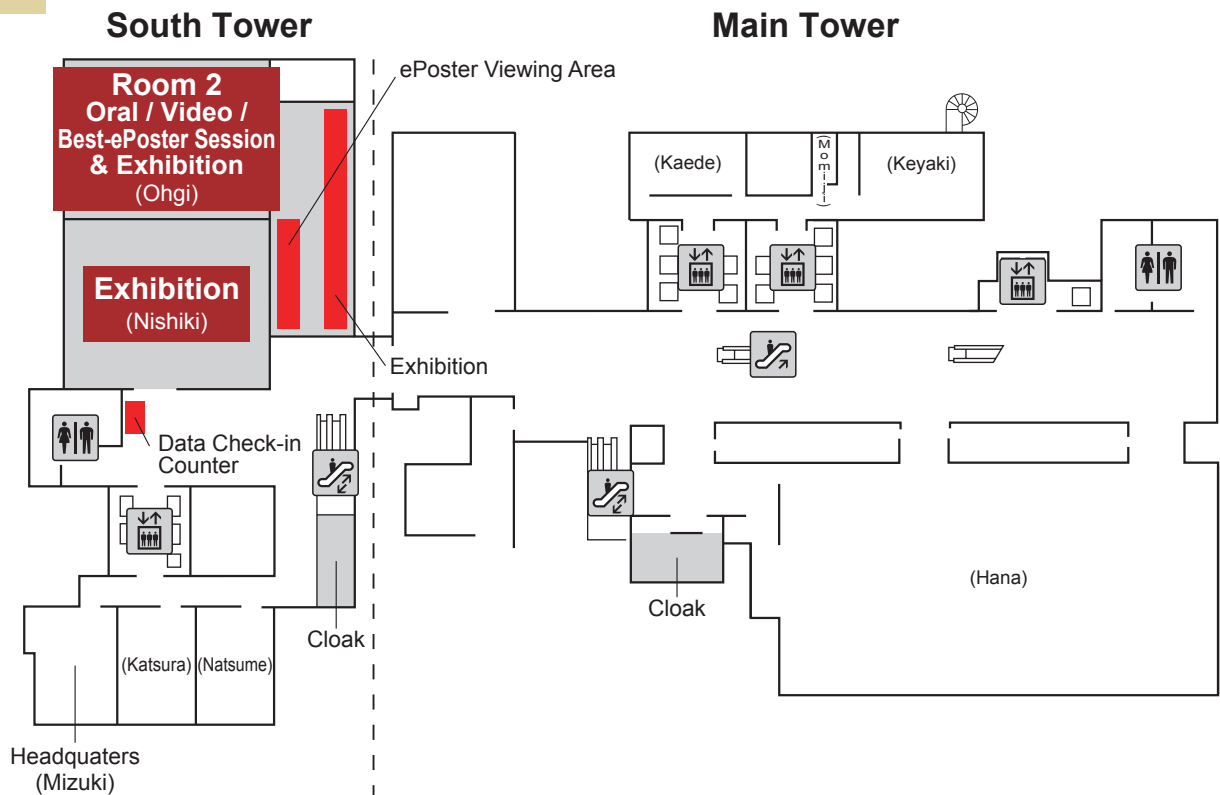 South Tower
Main Tower
ePoster Viewing Area
Room 2
Oral / Video /
Best-ePoster Session
& Exhibition
(Ohgi)
(Kaede)
(Momiji)
(Keyaki)
Exhibition
(Nishiki)
Exhibition
Data Check-in
Counter
(Hana)
Cloak
Cloak
(Katsura)
(Natsume)
Headquaters
(Mizuki)